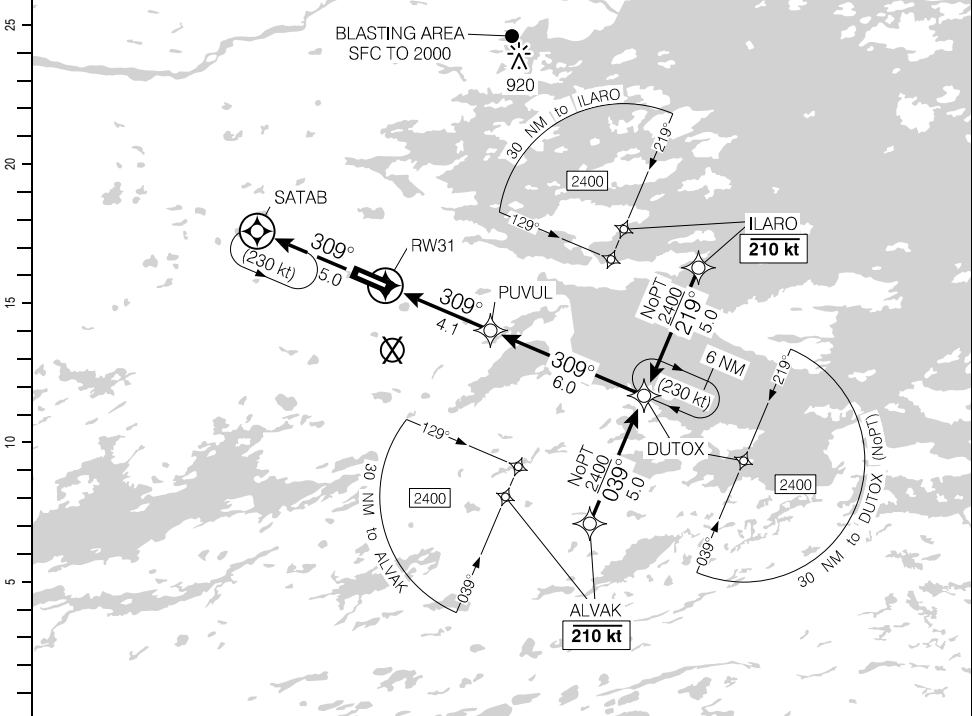 25
BLASTING AREA
SFC TO 2000
920
30 NM to ILARO
219°
20
2400
129°
SATAB
ILARO
210 kt
309°
5.0
(230 kt)
RW31
15
309°
4.1
PUVUL
NoPT
2400
219°
5.0
309°
6.0
6 NM
(230 kt)
219°
10
129°
DUTOX
NoPT
2400
039°
5.0
2400
30 NM to ALVAK
039°
2400
039°
30 NM to DUTOX (NoPT)
5
ALVAK
210 kt